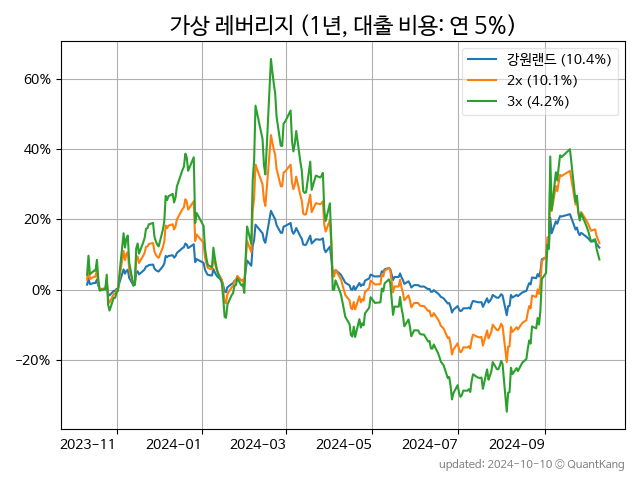 가상 레버리지 (1년, 대출 비용: 연 5%)
강원랜드 (10.4%)
2x (10.1%)
3x (4.2%)
60%
40%
20%
0%
−20%
2023-11 2024-01 2024-03 2024-05 2024-07 2024-09
updated: 2024-10-10 © QuantKang